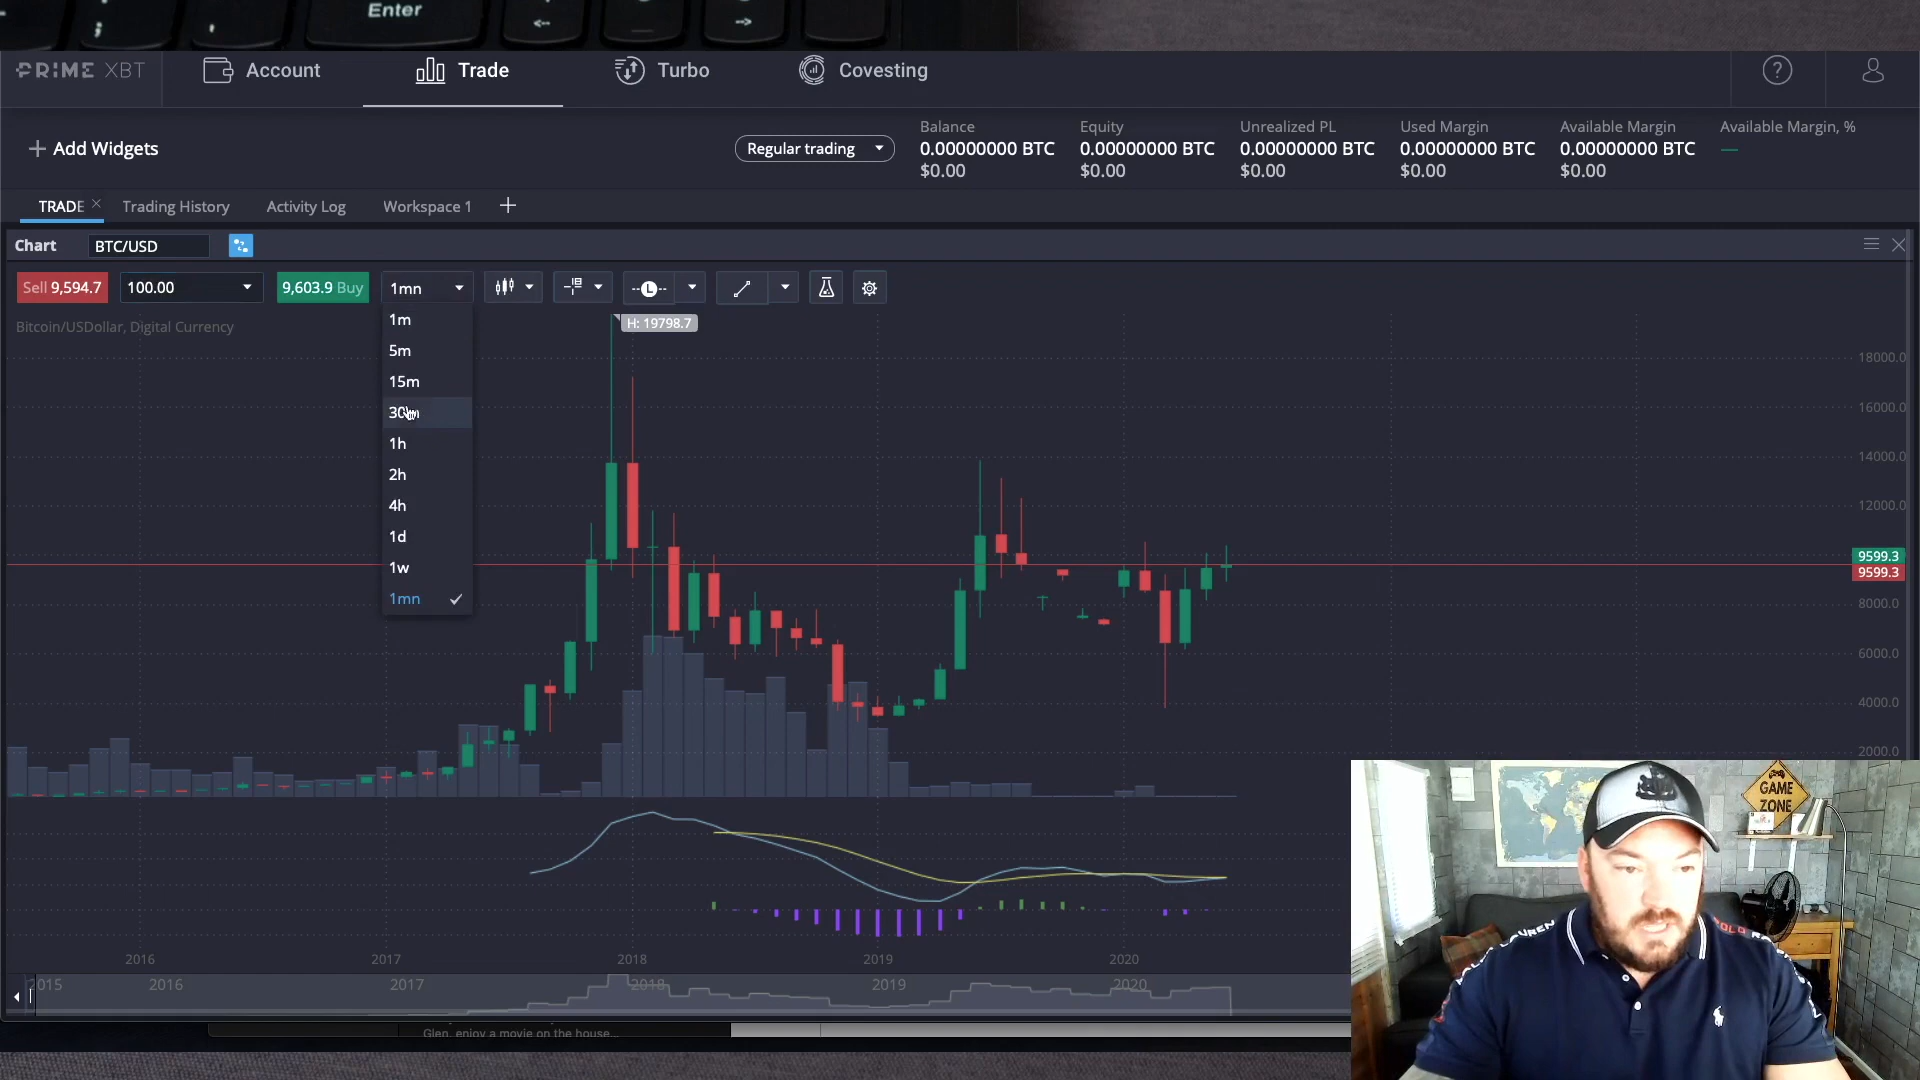 Enter
PRIME XBT
Account
Trade
Turbo
Covesting
?
+ Add Widgets
Regular trading
Balance
0.00000000 BTC
$0.00
Equity
0.00000000 BTC
$0.00
Unrealized PL
0.00000000 BTC
$0.00
Used Margin
0.00000000 BTC
$0.00
Available Margin
0.00000000 BTC
$0.00
Available Margin, %
—
TRADE
Trading History
Activity Log
Workspace 1
+
Chart
BTC/USD
Sell 9,594.7
100.00
9,603.9 Buy
1mn
L
Bitcoin/USDollar, Digital Currency
1m
5m
15m
30m
1h
2h
4h
1d
1w
1mn
H: 19798.7
18000.0
16000.0
14000.0
12000.0
9599.3
9599.3
8000.0
6000.0
4000.0
2000.0
2016
2017
2018
2019
2020
2015
2016
2017
2018
2019
2020
Glen, enjoy a movie on the house...
GAME
ZONE